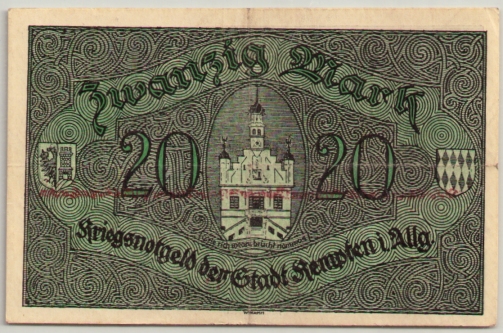 Zwanzig Mark
20 20
Kriegsnotgeld der Stadt Kempten i. Allg.